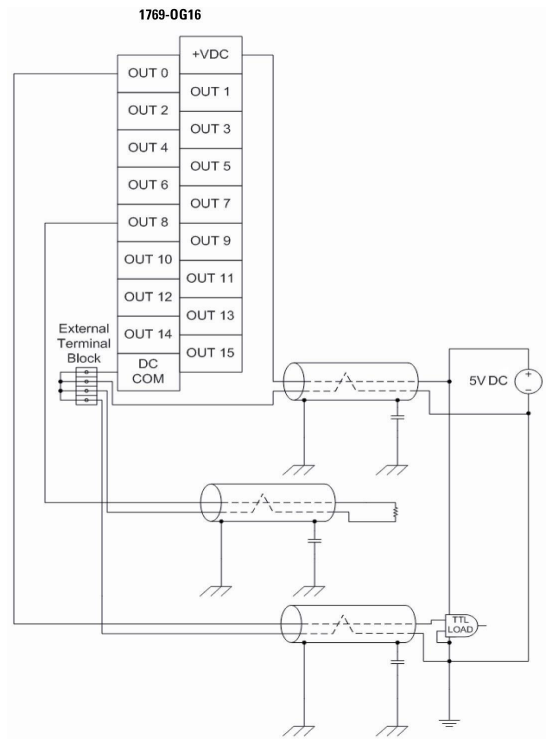 1769-OG16
+VDC
OUT 0
OUT 1
OUT 2
OUT 3
OUT 4
OUT 5
OUT 6
OUT 7
OUT 8
OUT 9
OUT 10
OUT 11
OUT 12
OUT 13
OUT 14
OUT 15
DC
COM
External
Terminal
Block
5V DC
+
−
TTL
LOAD